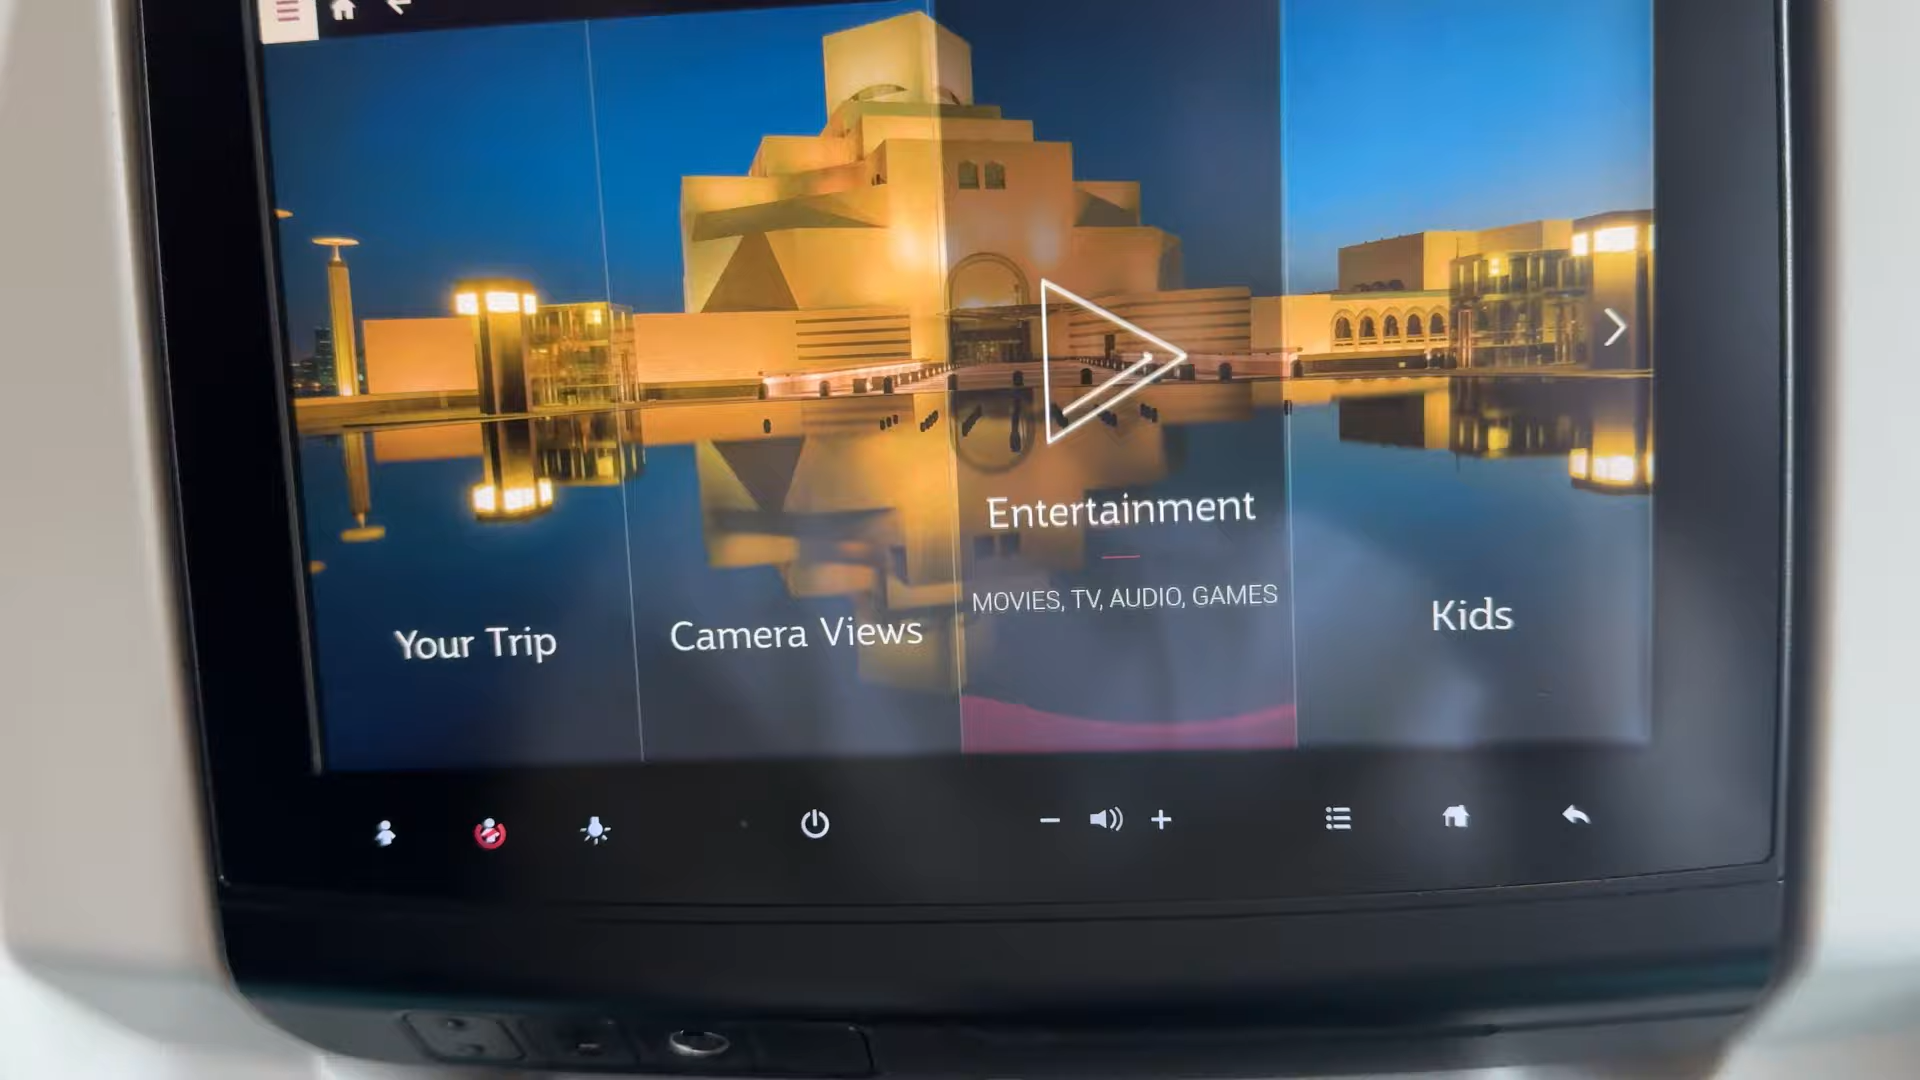 Entertainment
MOVIES, TV, AUDIO, GAMES
Your Trip
Camera Views
Kids